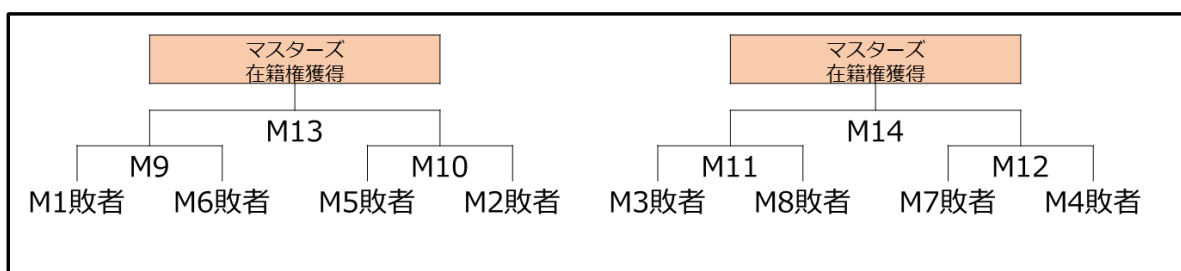 マスターズ
在籍権獲得
マスターズ
在籍権獲得
M13
M14
M9
M10
M11
M12
M1敗者
M6敗者
M5敗者
M2敗者
M3敗者
M8敗者
M7敗者
M4敗者